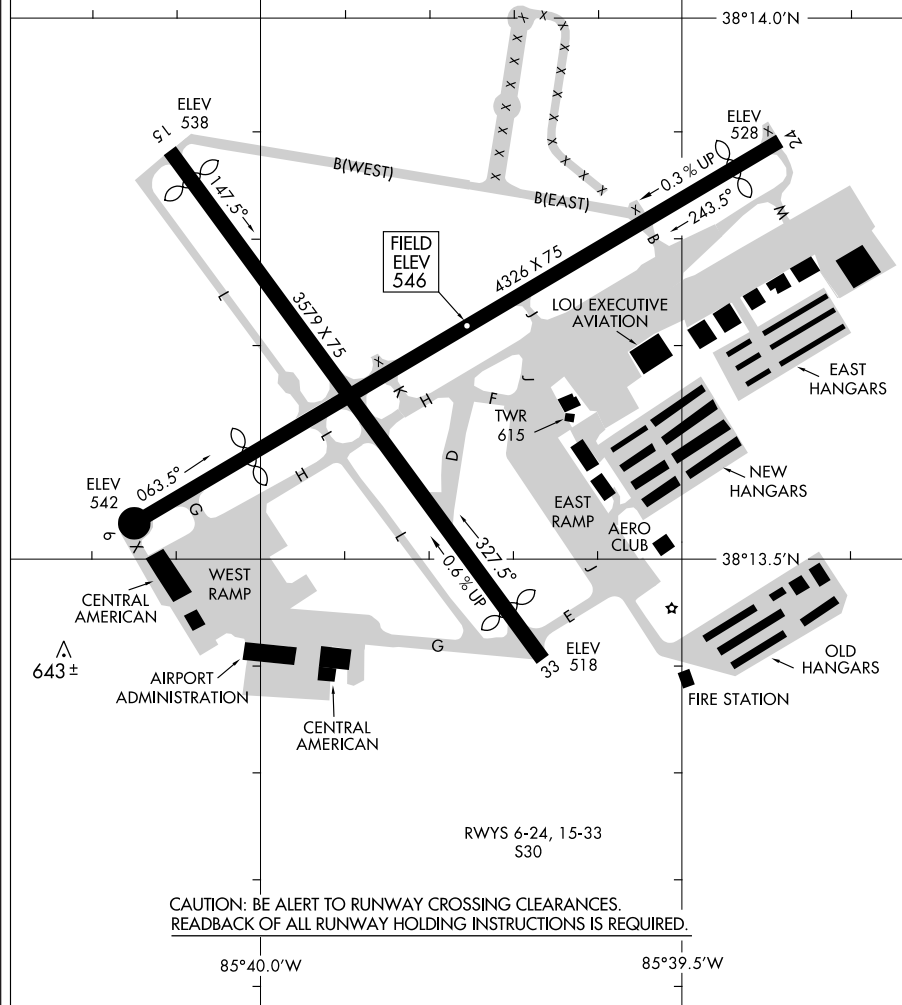 38°14.0'N
ELEV
538
15
ELEV
528
24
B(WEST)
B(EAST)
0.3% UP
243.5°
147.5°
B
M
FIELD
ELEV
546
4326 X 75
L
3579 X 75
J
LOU EXECUTIVE
AVIATION
EAST
HANGARS
J
K
H
F
TWR
615
L
D
H
NEW
HANGARS
ELEV
542
063.5°
G
EAST
RAMP
AERO
CLUB
6
L
327.5°
0.6% UP
38°13.5'N
WEST
RAMP
J
CENTRAL
AMERICAN
E
643±
G
ELEV
518
33
OLD
HANGARS
AIRPORT
ADMINISTRATION
FIRE STATION
CENTRAL
AMERICAN
RWYS 6-24, 15-33
S30
CAUTION: BE ALERT TO RUNWAY CROSSING CLEARANCES.
READBACK OF ALL RUNWAY HOLDING INSTRUCTIONS IS REQUIRED.
85°40.0'W
85°39.5'W